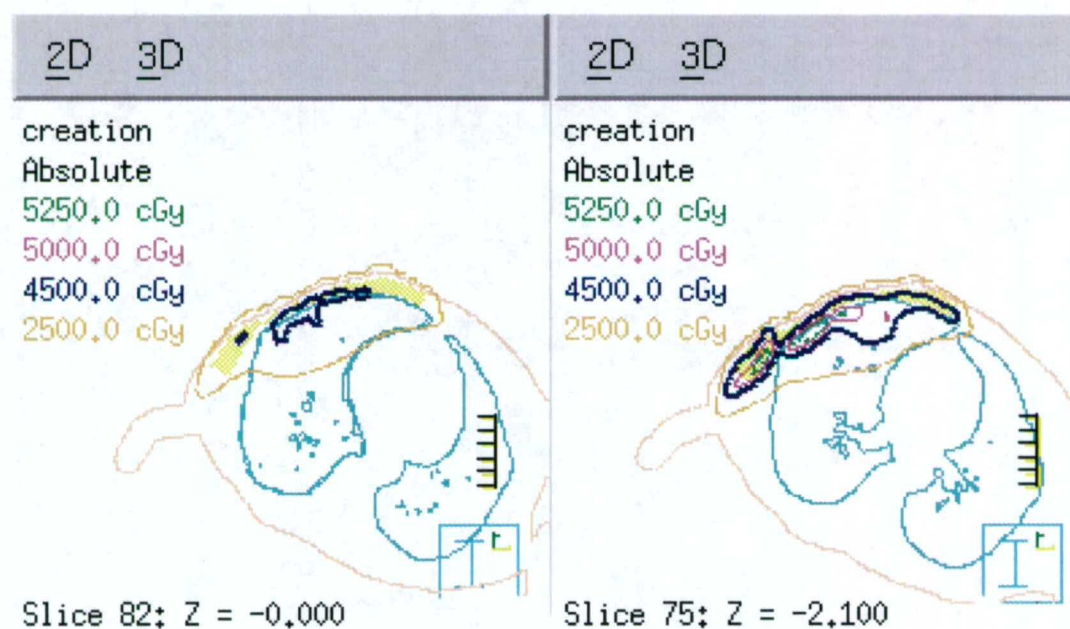 2D 3D
creation
Absolute
5250.0 cGy
5000.0 cGy
4500.0 cGy
2500.0 cGy
Slice 82: Z = -0.000
2D 3D
creation
Absolute
5250.0 cGy
5000.0 cGy
4500.0 cGy
2500.0 cGy
Slice 75: Z = -2.100